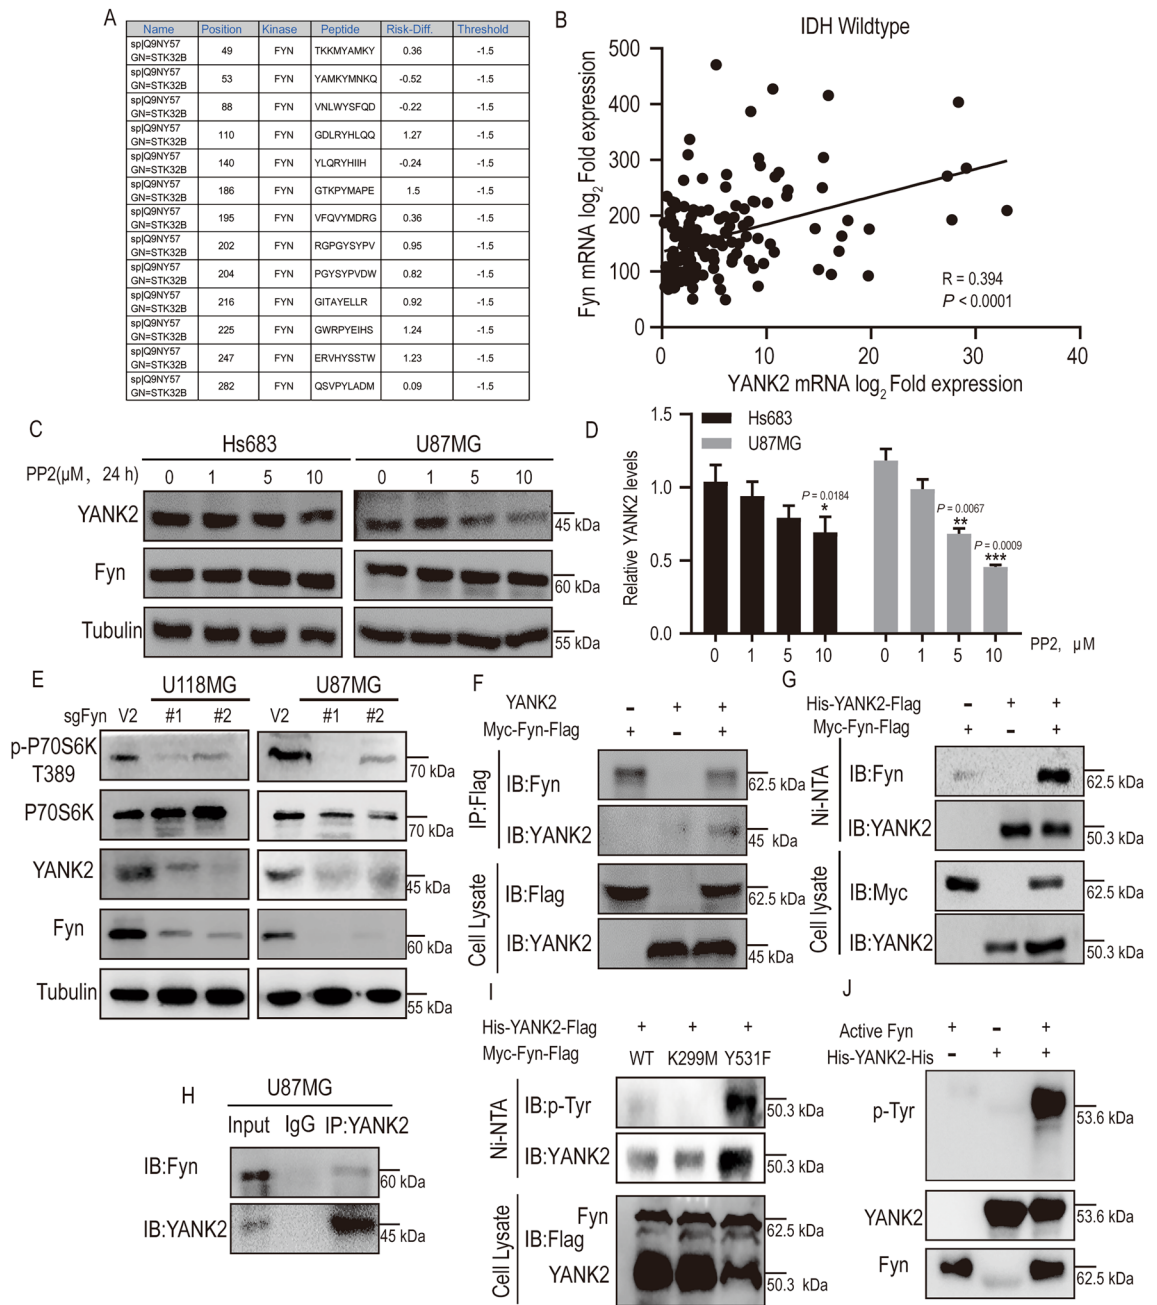 A
Name Position Kinase Peptide Risk-Diff. Threshold
sp|Q9NY57
GN=STK32B 49 FYN TKKMYAMKY 0.36 -1.5
sp|Q9NY57
GN=STK32B 53 FYN YAMKYMNKQ -0.52 -1.5
sp|Q9NY57
GN=STK32B 88 FYN VNLWYSFQD -0.22 -1.5
sp|Q9NY57
GN=STK32B 110 FYN GDLRYHLQQ 1.27 -1.5
sp|Q9NY57
GN=STK32B 140 FYN YLQRYHIIH -0.24 -1.5
sp|Q9NY57
GN=STK32B 186 FYN GTKPYMAPE 1.5 -1.5
sp|Q9NY57
GN=STK32B 195 FYN VFQVYMDRG 0.36 -1.5
sp|Q9NY57
GN=STK32B 202 FYN RGPGYSYPV 0.95 -1.5
sp|Q9NY57
GN=STK32B 204 FYN PGYSYPVDW 0.82 -1.5
sp|Q9NY57
GN=STK32B 216 FYN GITAYELLR 0.92 -1.5
sp|Q9NY57
GN=STK32B 225 FYN GWRPYEIHS 1.24 -1.5
sp|Q9NY57
GN=STK32B 247 FYN ERVHYSSTW 1.23 -1.5
sp|Q9NY57
GN=STK32B 282 FYN QSVPYLADM 0.09 -1.5
B
IDH Wildtype
Fyn mRNA log2 Fold expression
500
400
300
200
100
0
R = 0.394
P < 0.0001
0 10 20 30 40
YANK2 mRNA log2 Fold expression
C
Hs683 U87MG
PP2(μM, 24 h) 0 1 5 10 0 1 5 10
YANK2 45 kDa
Fyn 60 kDa
Tubulin 55 kDa
D
Relative YANK2 levels
1.5
1.0
0.5
0.0
Hs683
U87MG
P = 0.0184
*
P = 0.0067
**
P = 0.0009
***
0 1 5 10 0 1 5 10 PP2, μM
E
U118MG U87MG
sgFyn V2 #1 #2 V2 #1 #2
p-P70S6K
T389 70 kDa
P70S6K 70 kDa
YANK2 45 kDa
Fyn 60 kDa
Tubulin 55 kDa
F
YANK2 - + +
Myc-Fyn-Flag + - +
IP:Flag
IB:Fyn 62.5 kDa
IB:YANK2 45 kDa
Cell Lysate
IB:Flag 62.5 kDa
IB:YANK2 45 kDa
G
His-YANK2-Flag - + +
Myc-Fyn-Flag + - +
Ni-NTA
IB:Fyn 62.5 kDa
IB:YANK2 50.3 kDa
Cell lysate
IB:Myc 62.5 kDa
IB:YANK2 50.3 kDa
H
U87MG
Input IgG IP:YANK2
IB:Fyn 60 kDa
IB:YANK2 45 kDa
I
His-YANK2-Flag + + +
Myc-Fyn-Flag WT K299M Y531F
Ni-NTA
IB:p-Tyr 50.3 kDa
IB:YANK2 50.3 kDa
Cell Lysate
Fyn 62.5 kDa
IB:Flag
YANK2 50.3 kDa
J
Active Fyn + - +
His-YANK2-His - + +
p-Tyr 53.6 kDa
YANK2 53.6 kDa
Fyn 62.5 kDa